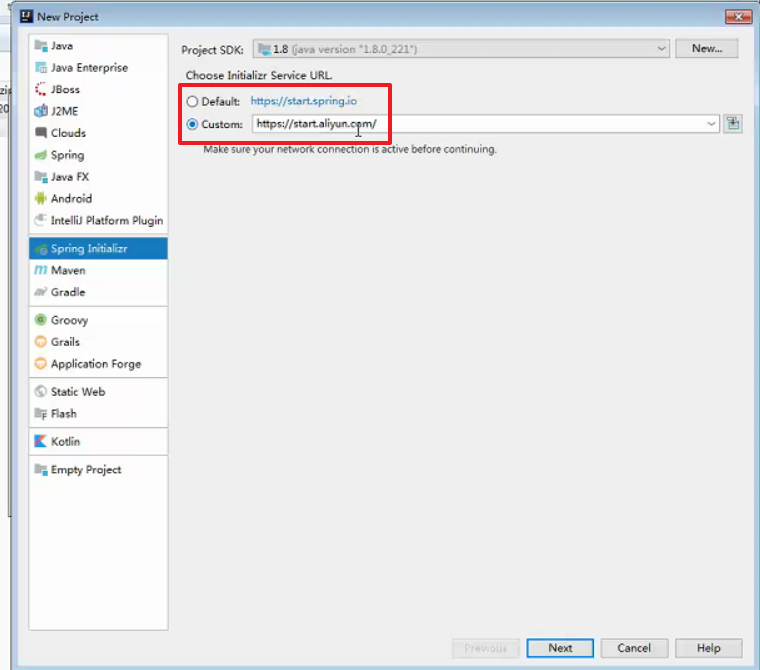 New Project
Java
Java Enterprise
JBoss
J2ME
Clouds
Spring
Java FX
Android
IntelliJ Platform Plugin
Spring Initializr
Maven
Gradle
Groovy
Grails
Application Forge
Static Web
Flash
Kotlin
Empty Project
Project SDK: 1.8 (java version "1.8.0_221") New...
Choose Initializr Service URL.
Default: https://start.spring.io
Custom: https://start.aliyun.com/
Make sure your network connection is active before continuing.
Previous Next Cancel Help